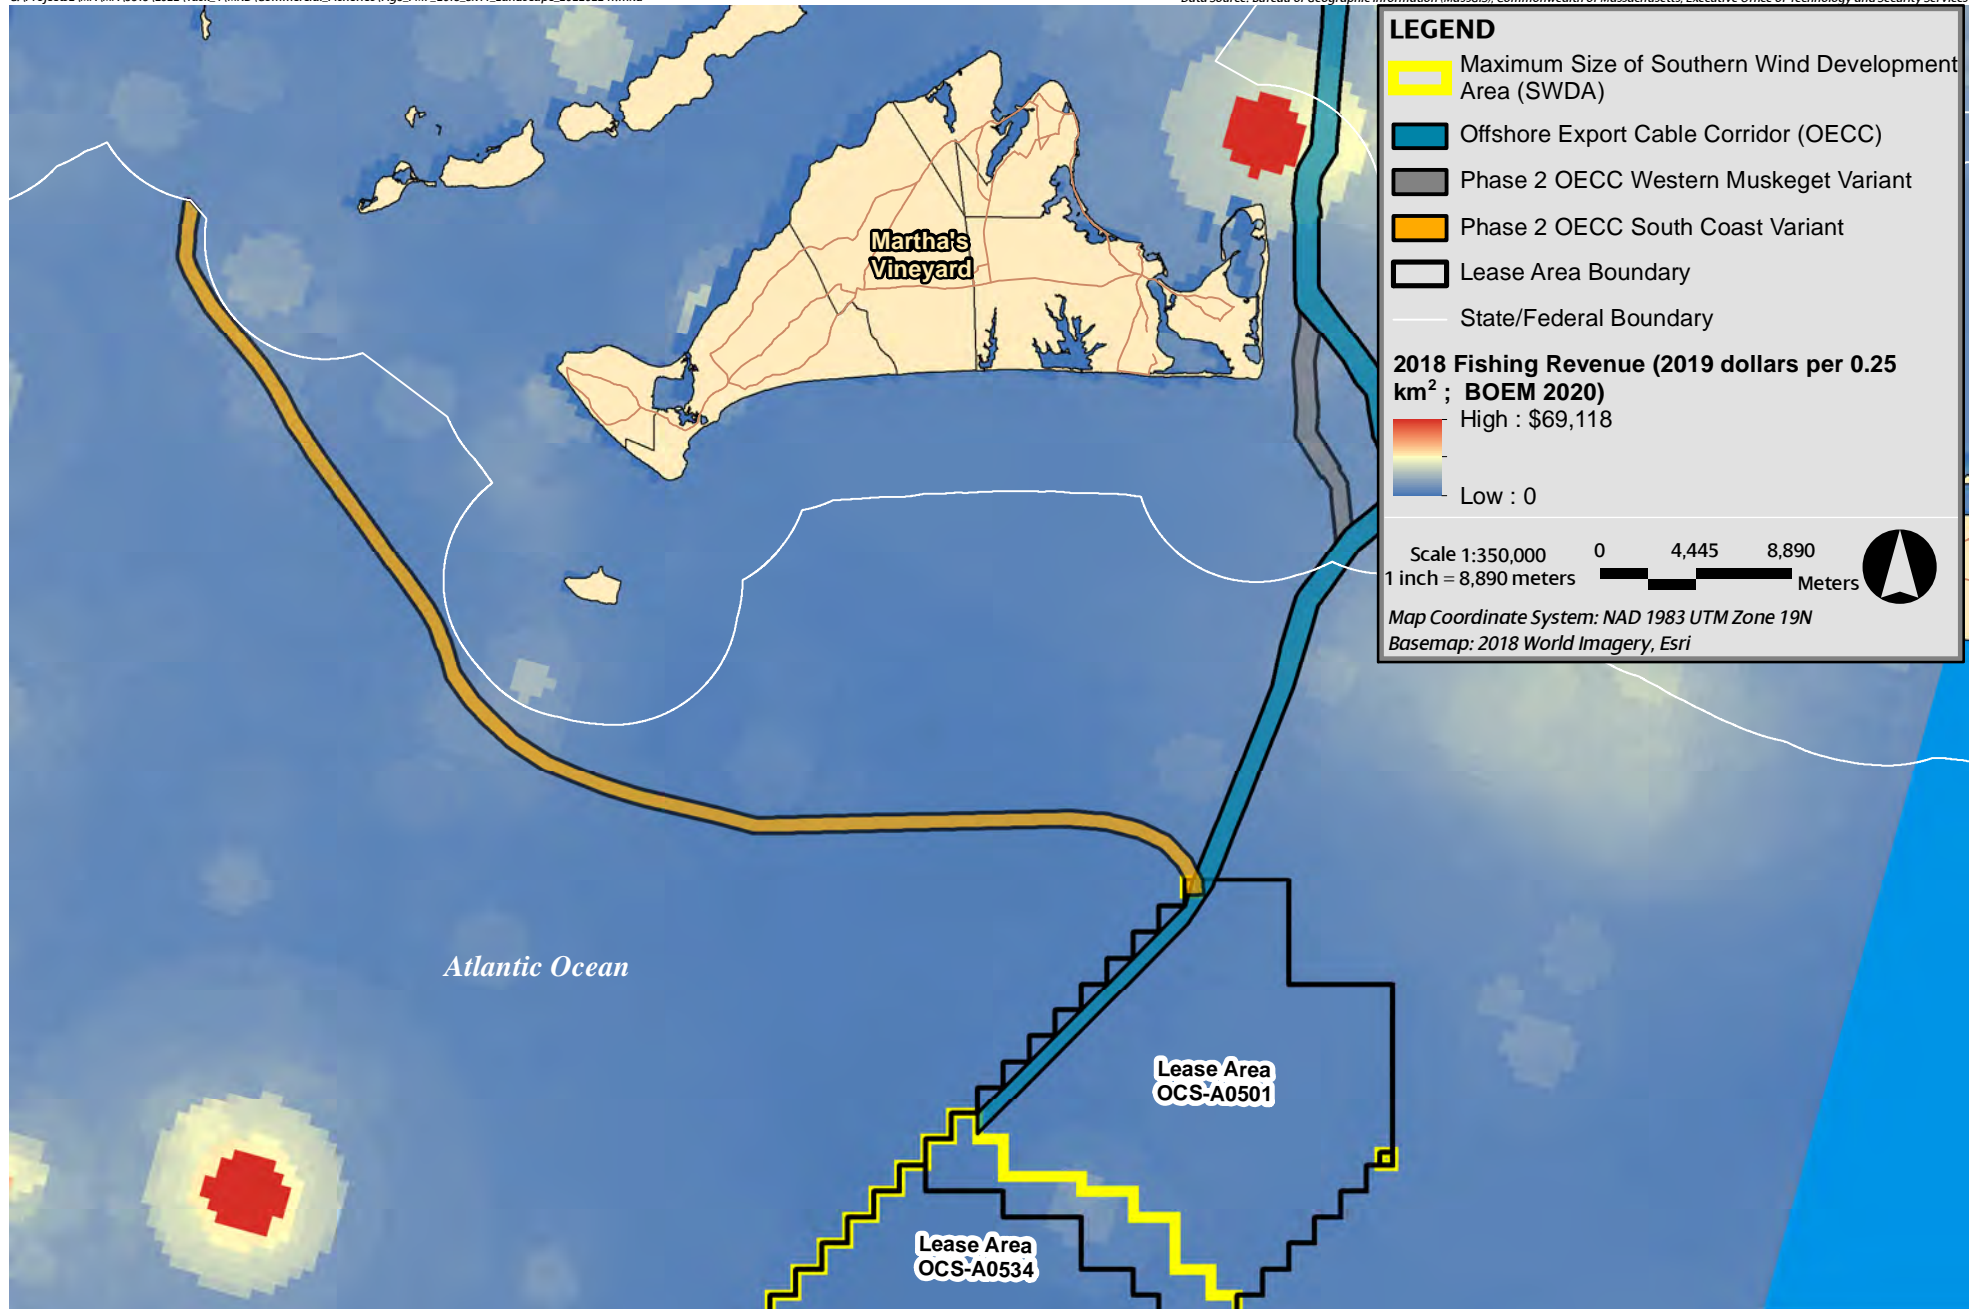 LEGEND
Maximum Size of Southern Wind Development
Area (SWDA)
Offshore Export Cable Corridor (OECC)
Phase 2 OECC Western Muskeget Variant
Phase 2 OECC South Coast Variant
Lease Area Boundary
State/Federal Boundary
2018 Fishing Revenue (2019 dollars per 0.25
km² ; BOEM 2020)
High : $69,118
Low : 0
Scale 1:350,000
1 inch = 8,890 meters
0 4,445 8,890
Meters
Map Coordinate System: NAD 1983 UTM Zone 19N
Basemap: 2018 World Imagery, Esri
Martha's
Vineyard
Atlantic Ocean
Lease Area
OCS-A0501
Lease Area
OCS-A0534